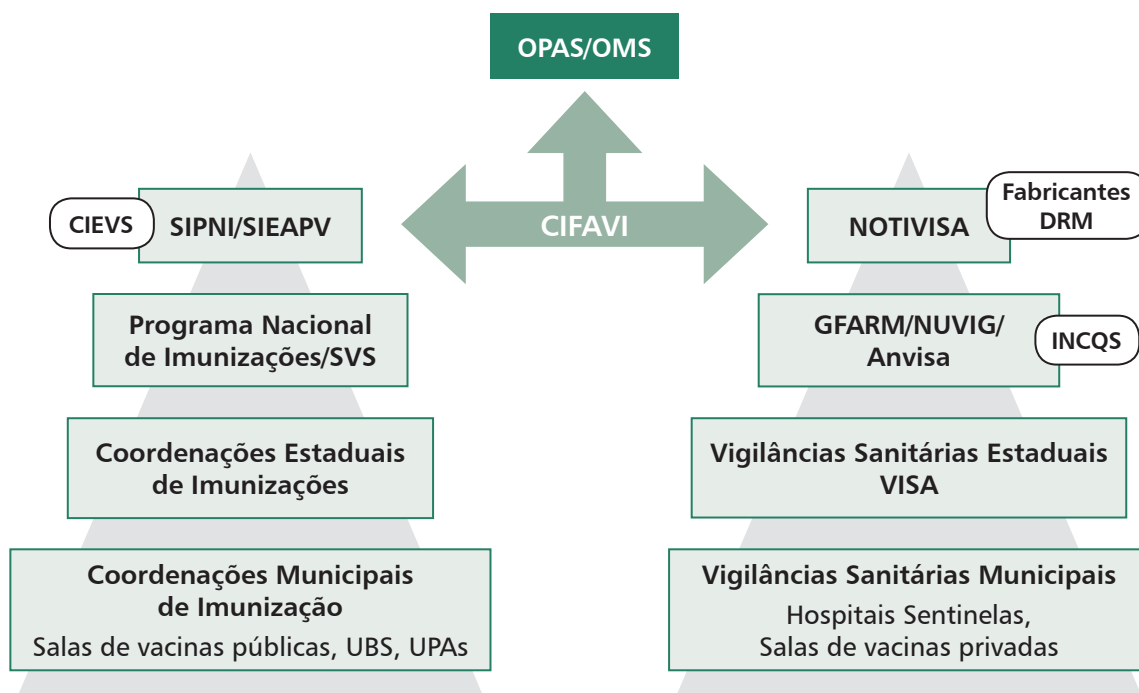 OPAS/OMS
CIFAVI
CIEVS
SIPNI/SIEAPV
Programa Nacional
de Imunizações/SVS
Coordenações Estaduais
de Imunizações
Coordenações Municipais
de Imunização
Salas de vacinas públicas, UBS, UPAs
NOTIVISA
Fabricantes
DRM
GFARM/NUVIG/
Anvisa
INCQS
Vigilâncias Sanitárias Estaduais
VISA
Vigilâncias Sanitárias Municipais
Hospitais Sentinelas,
Salas de vacinas privadas